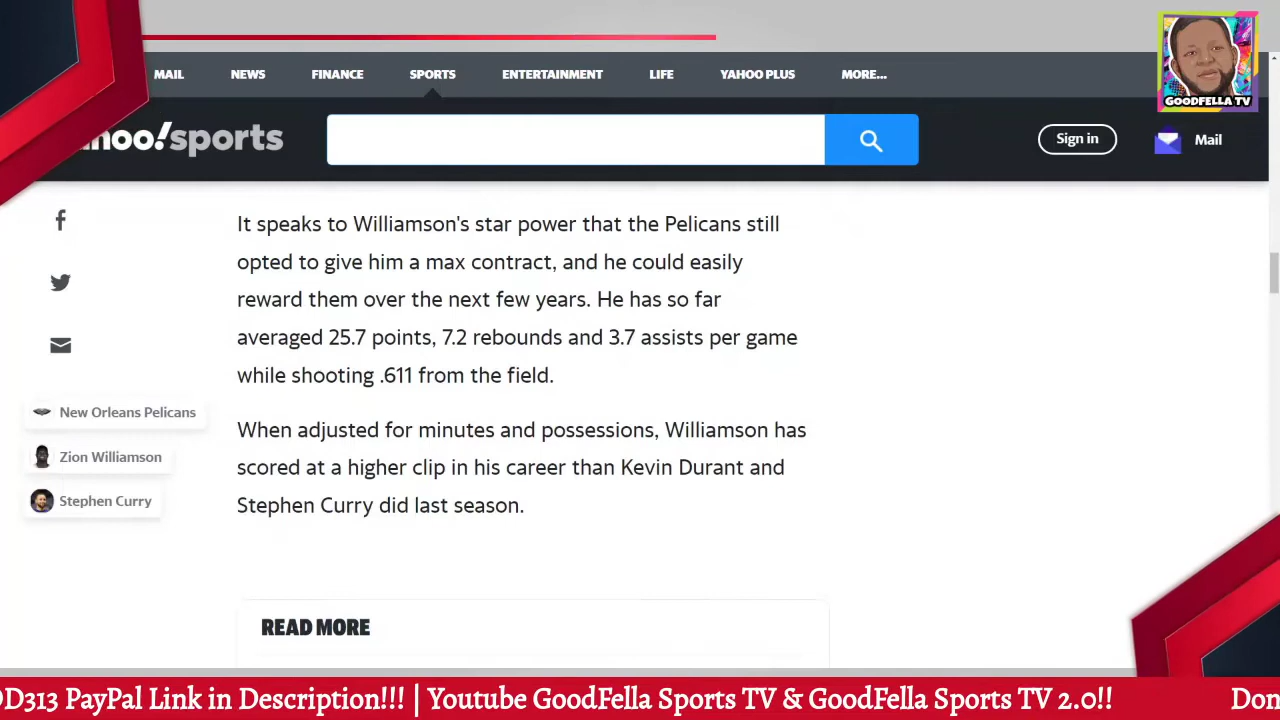 MAIL NEWS FINANCE SPORTS ENTERTAINMENT LIFE YAHOO PLUS MORE...
GOODFELLA TV
hoo!sports
Sign in
Mail
It speaks to Williamson's star power that the Pelicans still
opted to give him a max contract, and he could easily
reward them over the next few years. He has so far
averaged 25.7 points, 7.2 rebounds and 3.7 assists per game
while shooting .611 from the field.
New Orleans Pelicans
Zion Williamson
Stephen Curry
When adjusted for minutes and possessions, Williamson has
scored at a higher clip in his career than Kevin Durant and
Stephen Curry did last season.
READ MORE
OD313 PayPal Link in Description!!! | Youtube GoodFella Sports TV & GoodFella Sports TV 2.0!! Don